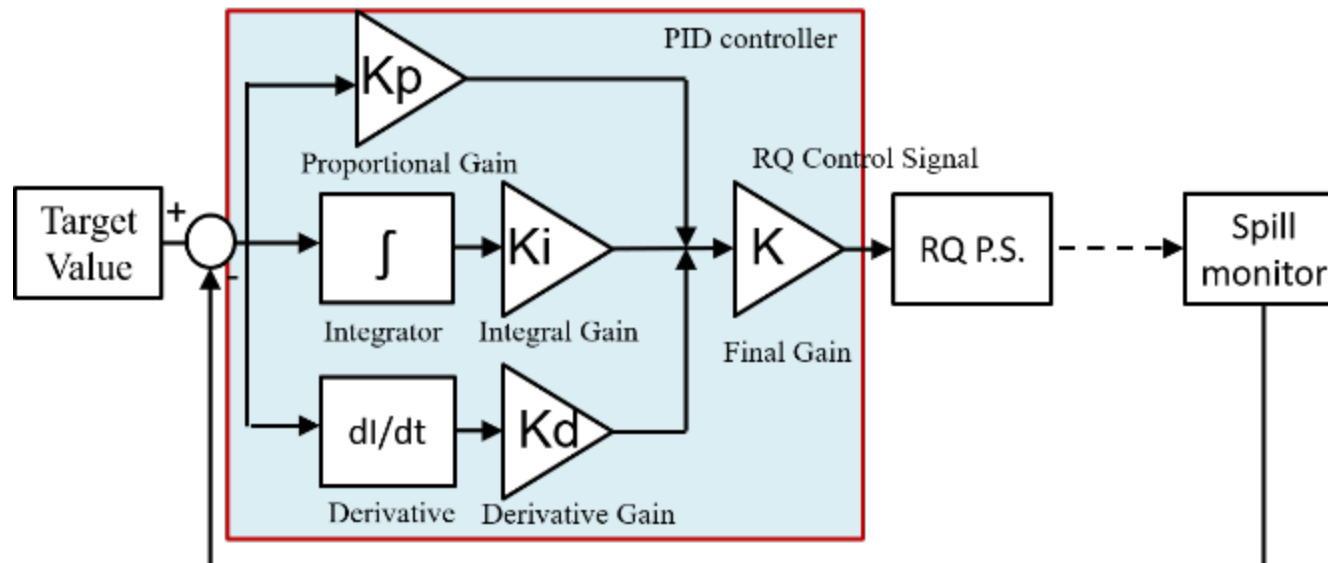 PID controller
Kp
Proportional Gain
RQ Control Signal
Target
Value
+
-
∫
Ki
K
RQ P.S.
Spill
monitor
Integrator
Integral Gain
Final Gain
dI/dt
Kd
Derivative
Derivative Gain